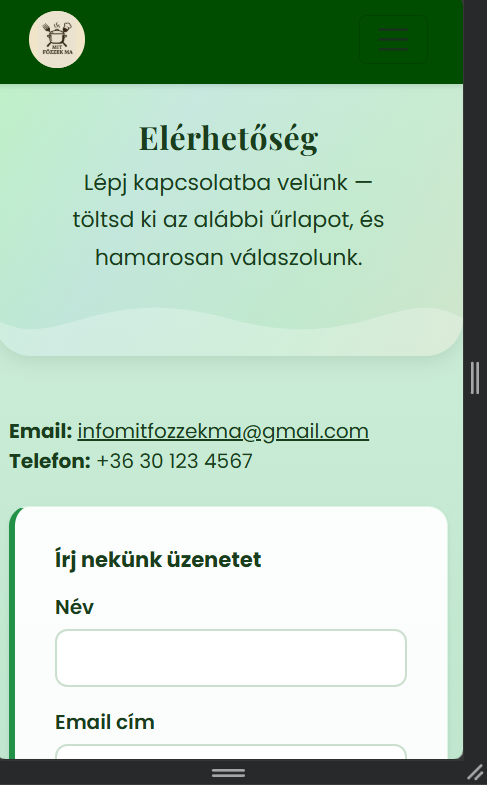 MIT
FŐZZEK MA
Elérhetőség
Lépj kapcsolatba velünk —
töltsd ki az alábbi űrlapot, és
hamarosan válaszolunk.
Email: infomitfozzekma@gmail.com
Telefon: +36 30 123 4567
Írj nekünk üzenetet
Név
Email cím